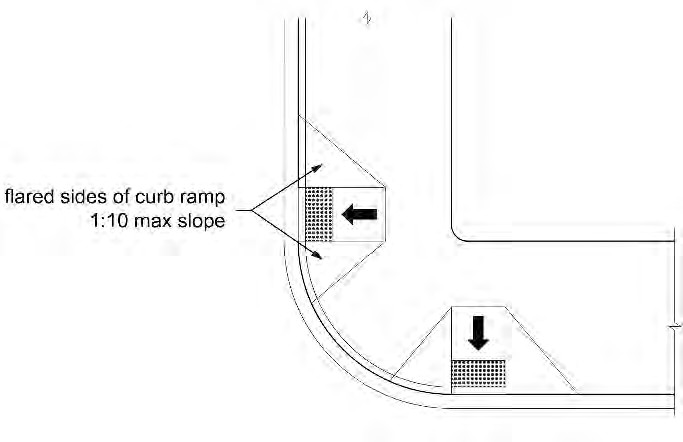 flared sides of curb ramp
1:10 max slope